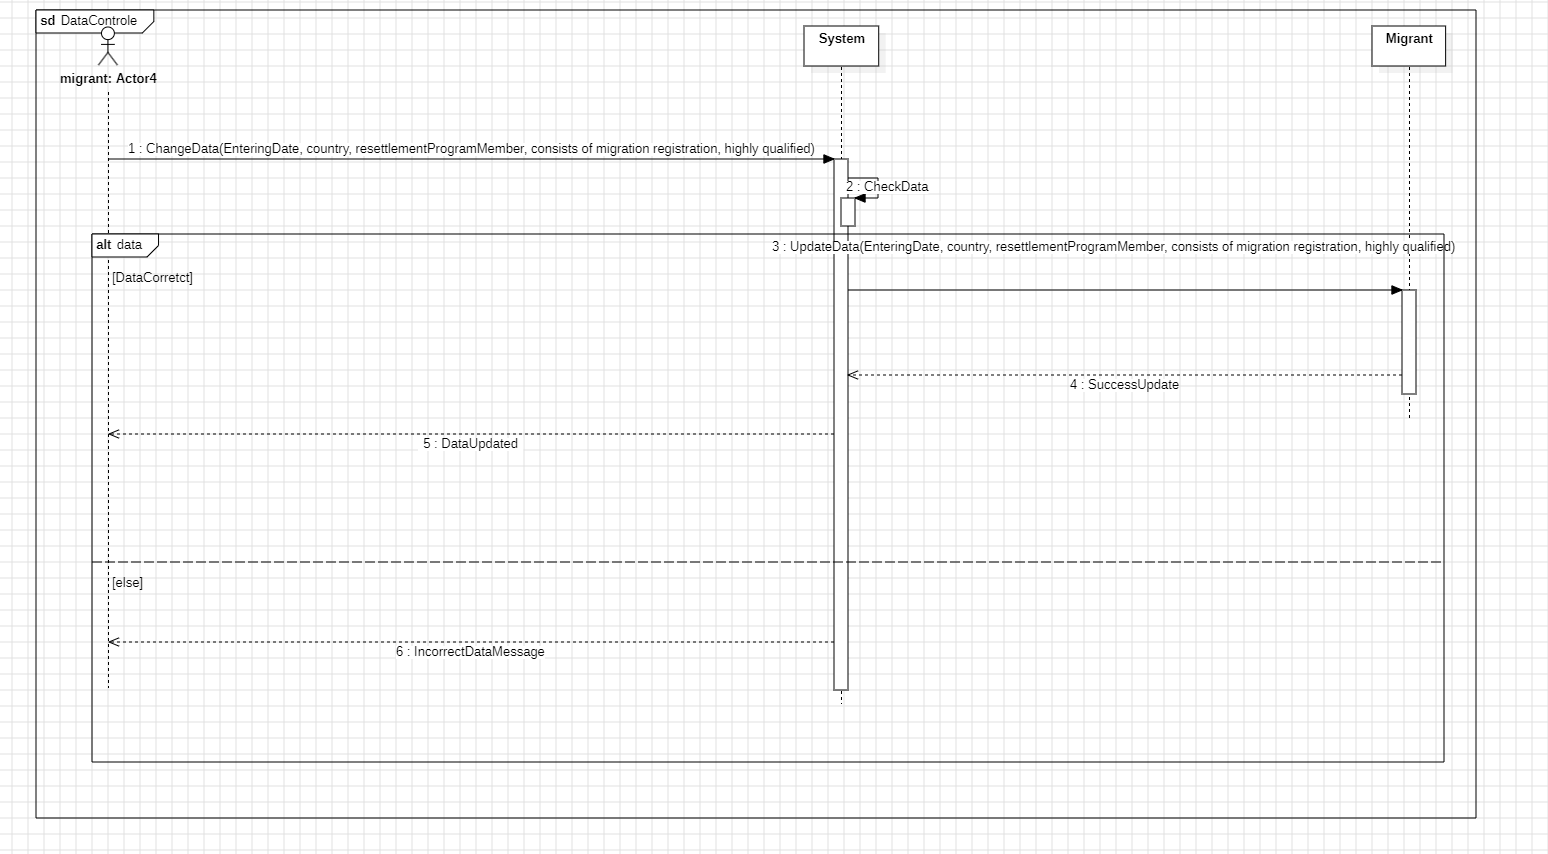 sd DataControle
migrant: Actor4
System
Migrant
1 : ChangeData(EnteringDate, country, resettlementProgramMember, consists of migration registration, highly qualified)
2 : CheckData
alt data
3 : UpdateData(EnteringDate, country, resettlementProgramMember, consists of migration registration, highly qualified)
[DataCorretct]
4 : SuccessUpdate
5 : DataUpdated
[else]
6 : IncorrectDataMessage